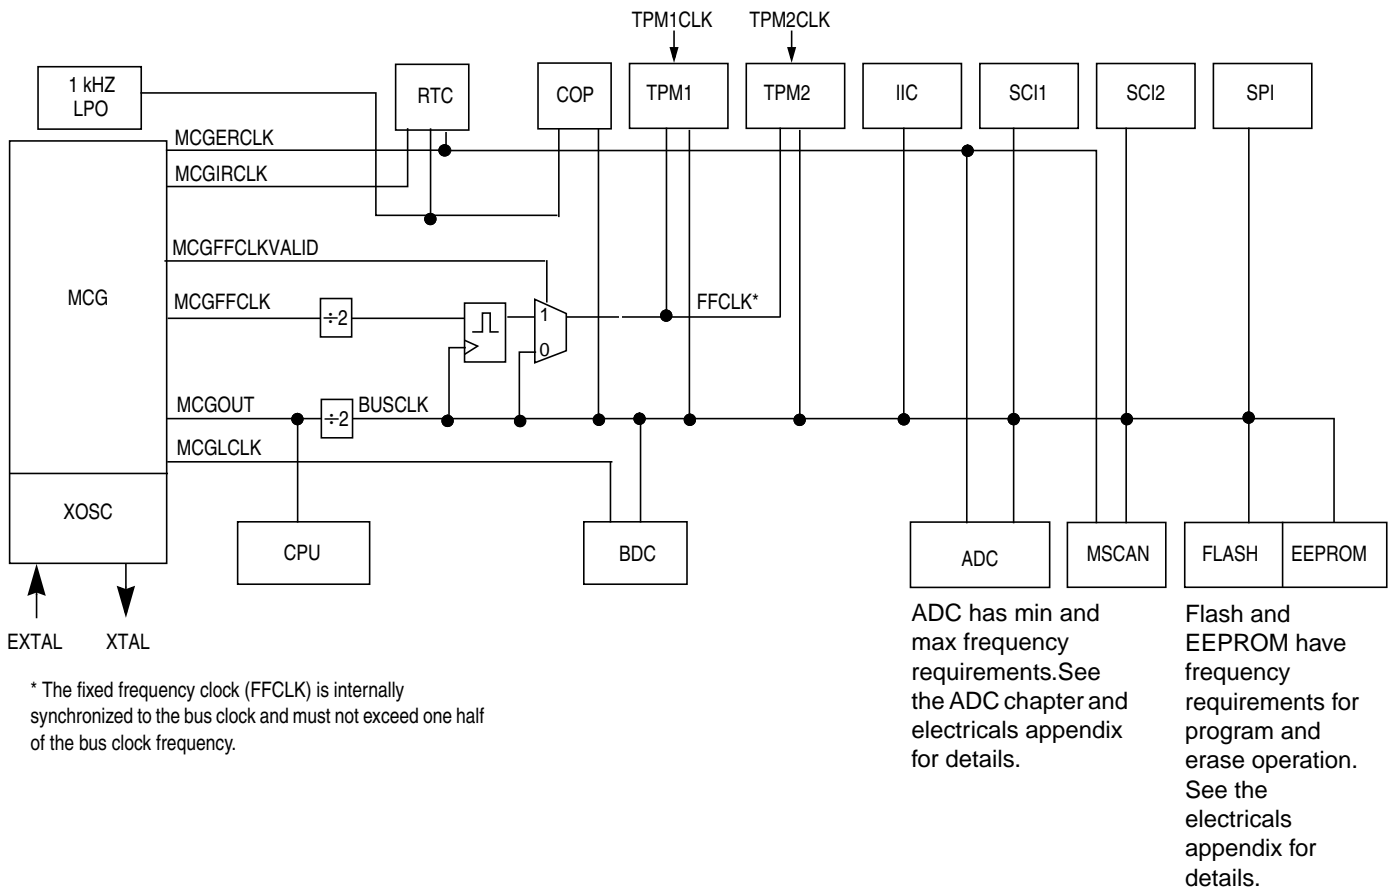 TPM1CLK
TPM2CLK
1 kHZ
LPO
RTC
COP
TPM1
TPM2
IIC
SCI1
SCI2
SPI
MCGERCLK
MCGIRCLK
MCGFFCLKVALID
MCG
MCGFFCLK
÷2
1
0
FFCLK*
MCGOUT
÷2
BUSCLK
MCGLCLK
XOSC
CPU
BDC
ADC
MSCAN
FLASH
EEPROM
EXTAL
XTAL
* The fixed frequency clock (FFCLK) is internally
synchronized to the bus clock and must not exceed one half
of the bus clock frequency.
ADC has min and
max frequency
requirements.See
the ADC chapter and
electricals appendix
for details.
Flash and
EEPROM have
frequency
requirements for
program and
erase operation.
See the
electricals
appendix for
details.